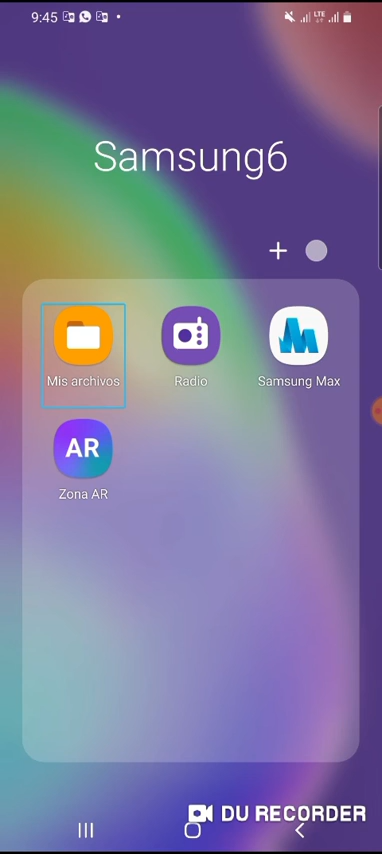 9:45
LTE
Samsung6
Mis archivos
Radio
Samsung Max
AR
Zona AR
DU RECORDER